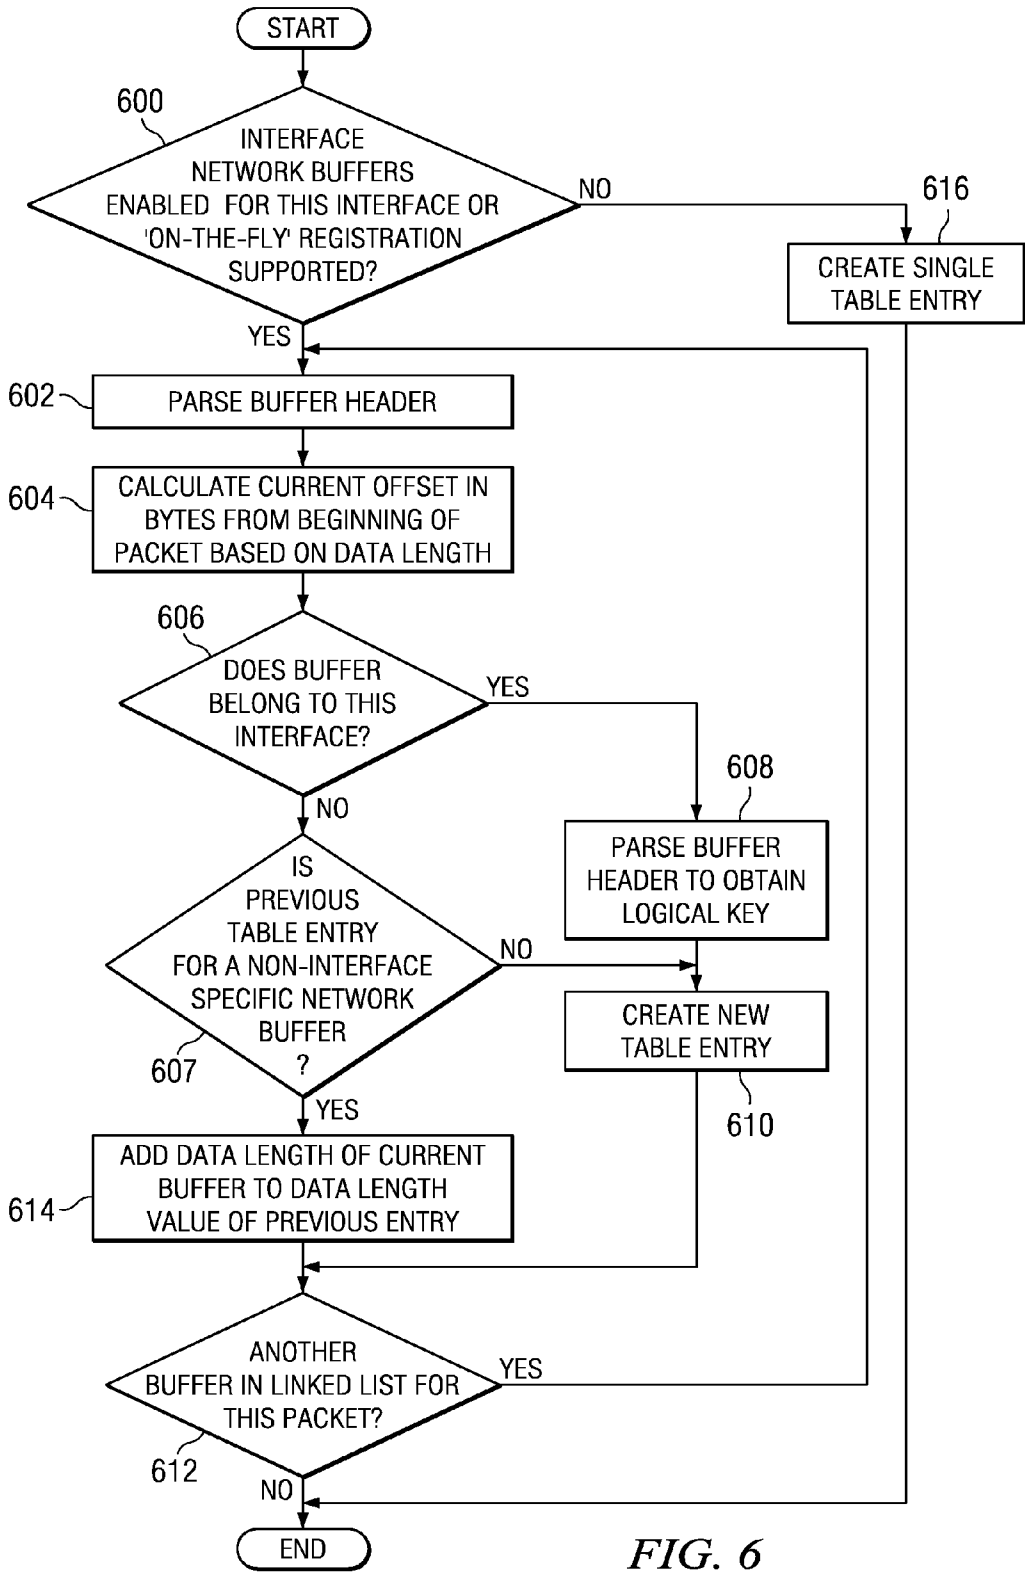 START
600
INTERFACE
NETWORK BUFFERS
ENABLED FOR THIS INTERFACE OR
'ON-THE-FLY' REGISTRATION
SUPPORTED?
NO
616
CREATE SINGLE
TABLE ENTRY
YES
602
PARSE BUFFER HEADER
604
CALCULATE CURRENT OFFSET IN
BYTES FROM BEGINNING OF
PACKET BASED ON DATA LENGTH
606
DOES BUFFER
BELONG TO THIS
INTERFACE?
YES
NO
608
PARSE BUFFER
HEADER TO OBTAIN
LOGICAL KEY
IS
PREVIOUS
TABLE ENTRY
FOR A NON-INTERFACE
SPECIFIC NETWORK
BUFFER
?
NO
607
CREATE NEW
TABLE ENTRY
610
YES
614
ADD DATA LENGTH OF CURRENT
BUFFER TO DATA LENGTH
VALUE OF PREVIOUS ENTRY
ANOTHER
BUFFER IN LINKED LIST FOR
THIS PACKET?
YES
612
NO
END
FIG. 6